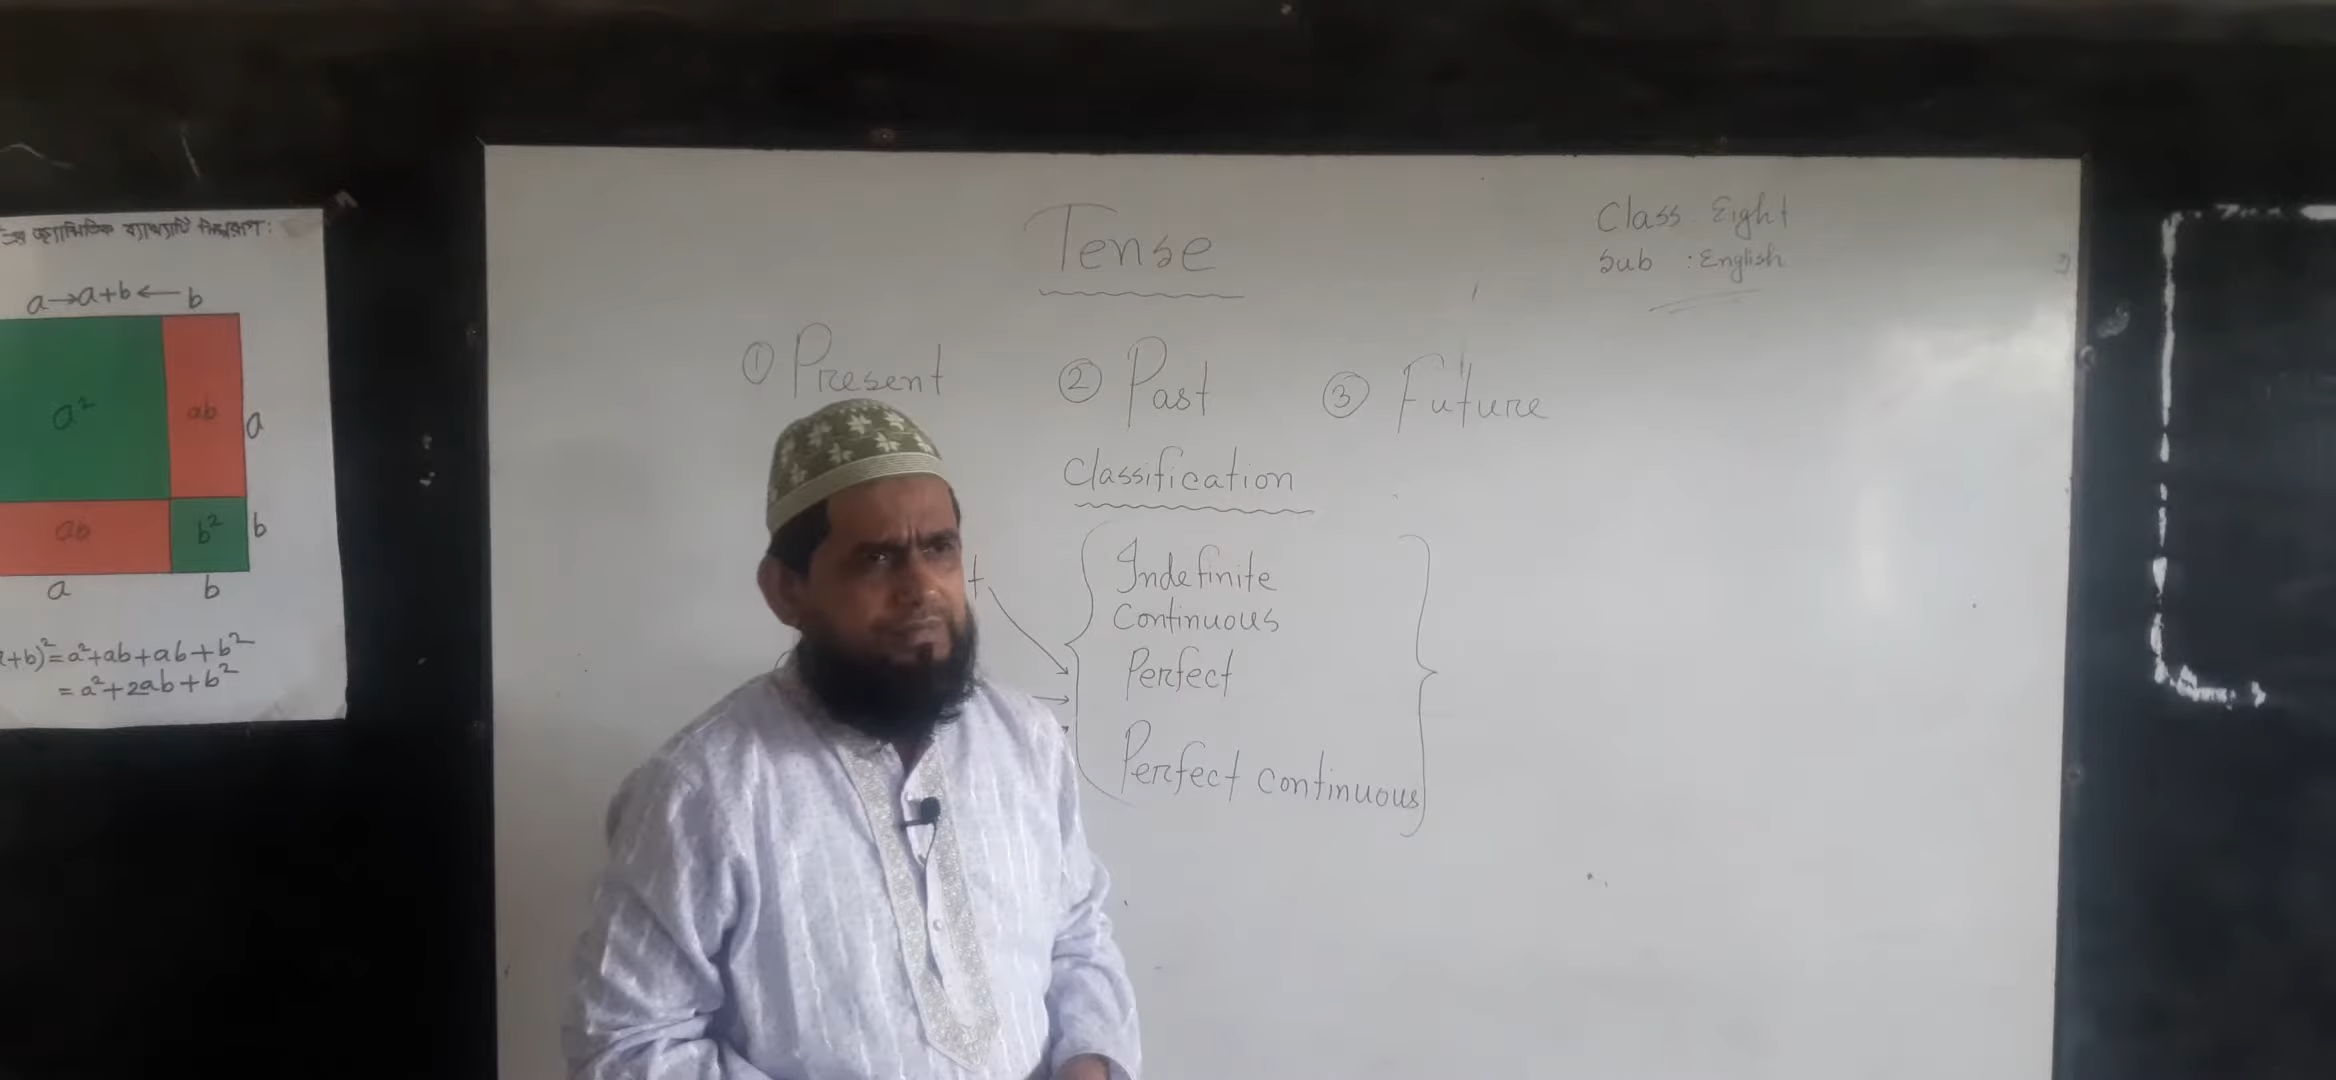 জ্যামিতিক ব্যাখ্যাটি নিম্নরূপ:
a→a+b← b
a² ab a
ab b² b
a b
+b)²=a²+ab+ab+b²
=a²+2ab+b²
Tense
Class Eight
Sub : English
① Present ② Past ③ Future
Classification
t
Indefinite
Continuous
Perfect
Perfect continuous